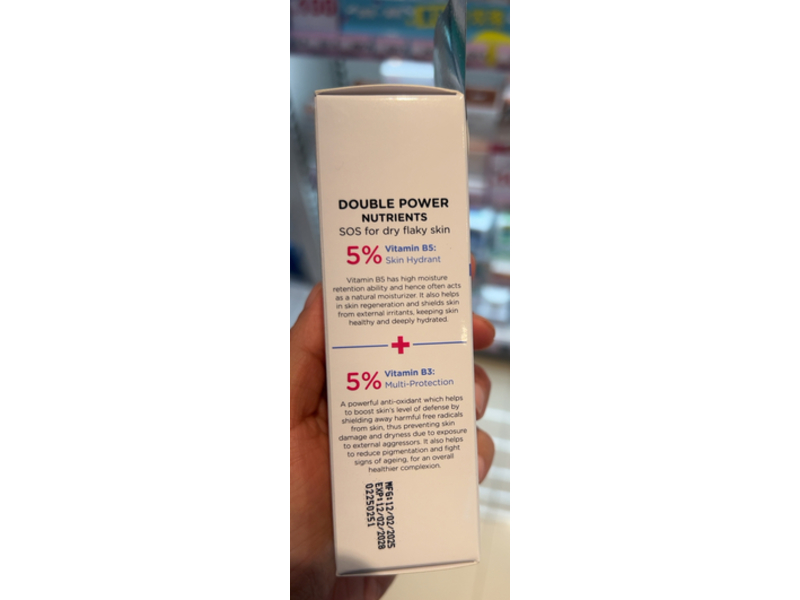 DOUBLE POWER
NUTRIENTS
SOS for dry flaky skin
5% Vitamin B5:
Skin Hydrant
Vitamin B5 has high moisture
retention ability and hence often acts
as a natural moisturizer. It also helps
in skin regeneration and shields skin
from external irritants, keeping skin
healthy and deeply hydrated.
+
5% Vitamin B3:
Multi-Protection
A powerful anti-oxidant which helps
to boost skin's level of defense by
shielding away harmful free radicals
from skin, thus preventing skin
damage and dryness due to exposure
to external aggressors. It also helps
to reduce pigmentation and fight
signs of ageing, for an overall
healthier complexion.
MFG:12/02/2025
EXP:12/02/2028
02250251